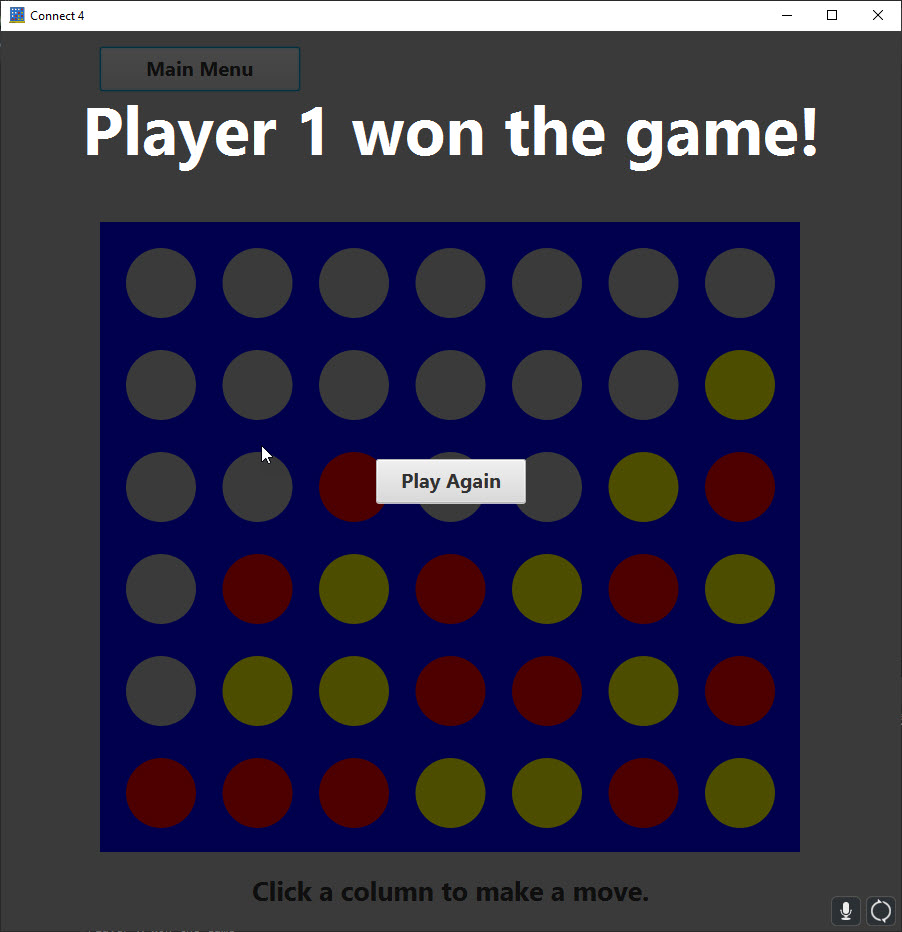 Connect 4
Main Menu
Player 1 won the game!
Play Again
Click a column to make a move.